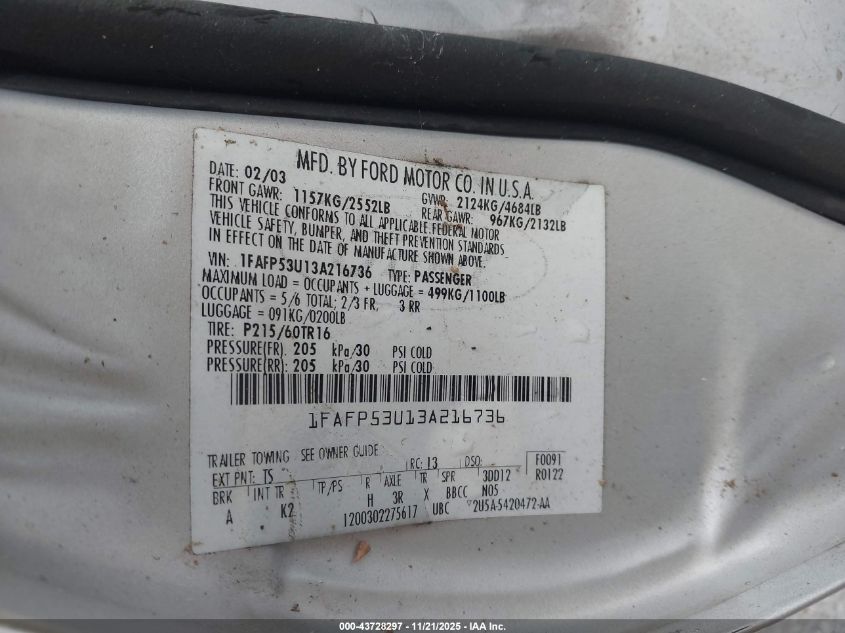 MFD. BY FORD MOTOR CO. IN U.S.A.
DATE: 02/03 GVWR: 2124KG/4684LB
FRONT GAWR: 1157KG/2552LB REAR GAWR: 967KG/2132LB
THIS VEHICLE CONFORMS TO ALL APPLICABLE FEDERAL MOTOR
VEHICLE SAFETY, BUMPER, AND THEFT PREVENTION STANDARDS
IN EFFECT ON THE DATE OF MANUFACTURE SHOWN ABOVE.
VIN: 1FAFP53U13A216736 TYPE: PASSENGER
MAXIMUM LOAD = OCCUPANTS + LUGGAGE = 499KG/1100LB
OCCUPANTS = 5/6 TOTAL; 2/3 FR, 3 RR
LUGGAGE = 091KG/0200LB
TIRE: P215/60TR16
PRESSURE(FR) 205 kPa/30 PSI COLD
PRESSURE(RR) 205 kPa/30 PSI COLD
1FAFP53U13A216736
TRAILER TOWING SEE OWNER GUIDE
EXT PNT: TS RC: 13 DSO: F0091
BRK INT TR TP/PS R AXLE TR SPR 3DD12 R0122
A K2 H 3R X BBCC N05
1200302275617 UBC 2U5A-5420472-AA
000-43728297 - 11/21/2025 - IAA Inc.